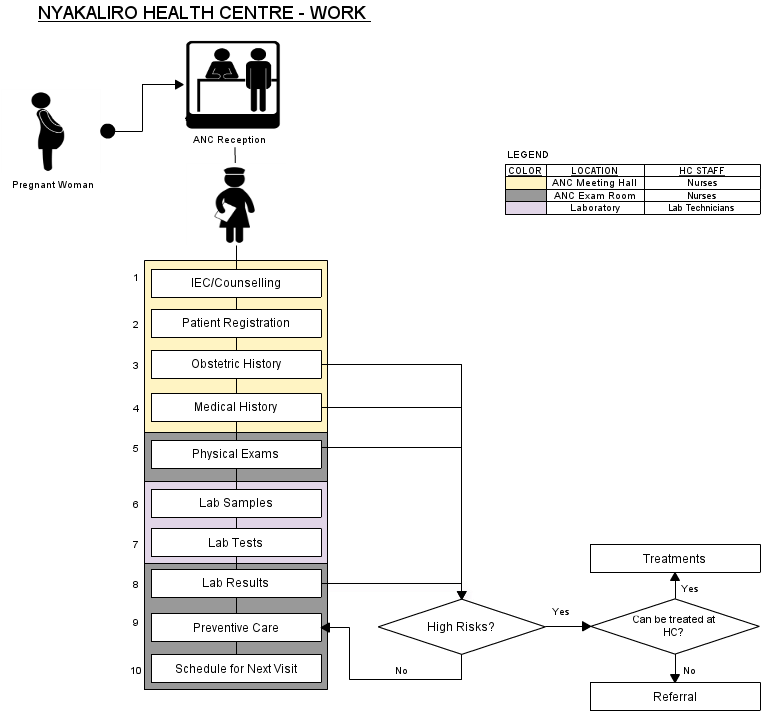 NYAKALIRO HEALTH CENTRE - WORK
ANC Reception
Pregnant Woman
LEGEND
COLOR LOCATION HC STAFF
ANC Meeting Hall Nurses
ANC Exam Room Nurses
Laboratory Lab Technicians
1 IEC/Counselling
2 Patient Registration
3 Obstetric History
4 Medical History
5 Physical Exams
6 Lab Samples
7 Lab Tests
8 Lab Results
9 Preventive Care
10 Schedule for Next Visit
High Risks?
No
Yes
Can be treated at
HC?
Yes
Treatments
No
Referral